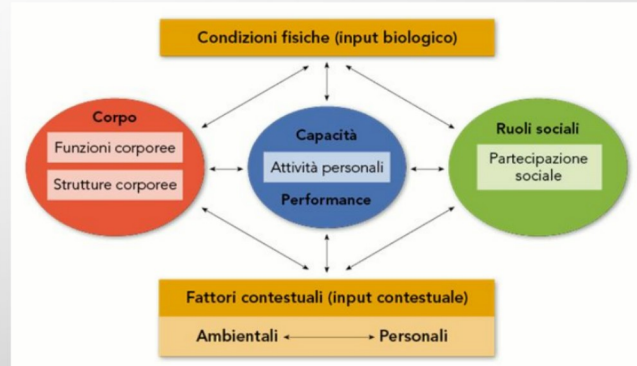 Condizioni fisiche (input biologico)
Corpo
Funzioni corporee
Strutture corporee
Capacità
Attività personali
Performance
Ruoli sociali
Partecipazione
sociale
Fattori contestuali (input contestuale)
Ambientali
Personali